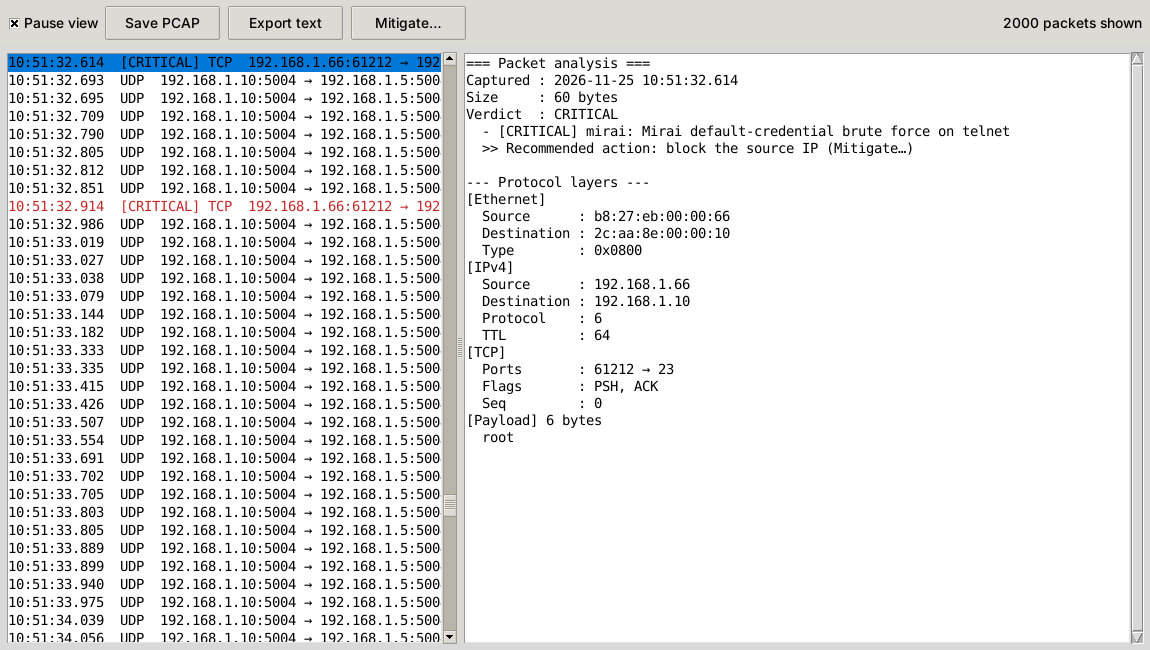 Pause view
Save PCAP
Export text
Mitigate...
2000 packets shown
10:51:32.614  [CRITICAL] TCP  192.168.1.66:61212 → 192
10:51:32.693  UDP  192.168.1.10:5004 → 192.168.1.5:500
10:51:32.695  UDP  192.168.1.10:5004 → 192.168.1.5:500
10:51:32.709  UDP  192.168.1.10:5004 → 192.168.1.5:500
10:51:32.790  UDP  192.168.1.10:5004 → 192.168.1.5:500
10:51:32.805  UDP  192.168.1.10:5004 → 192.168.1.5:500
10:51:32.812  UDP  192.168.1.10:5004 → 192.168.1.5:500
10:51:32.851  UDP  192.168.1.10:5004 → 192.168.1.5:500
10:51:32.914  [CRITICAL] TCP  192.168.1.66:61212 → 192
10:51:32.986  UDP  192.168.1.10:5004 → 192.168.1.5:500
10:51:33.019  UDP  192.168.1.10:5004 → 192.168.1.5:500
10:51:33.027  UDP  192.168.1.10:5004 → 192.168.1.5:500
10:51:33.038  UDP  192.168.1.10:5004 → 192.168.1.5:500
10:51:33.079  UDP  192.168.1.10:5004 → 192.168.1.5:500
10:51:33.144  UDP  192.168.1.10:5004 → 192.168.1.5:500
10:51:33.182  UDP  192.168.1.10:5004 → 192.168.1.5:500
10:51:33.333  UDP  192.168.1.10:5004 → 192.168.1.5:500
10:51:33.335  UDP  192.168.1.10:5004 → 192.168.1.5:500
10:51:33.415  UDP  192.168.1.10:5004 → 192.168.1.5:500
10:51:33.426  UDP  192.168.1.10:5004 → 192.168.1.5:500
10:51:33.507  UDP  192.168.1.10:5004 → 192.168.1.5:500
10:51:33.554  UDP  192.168.1.10:5004 → 192.168.1.5:500
10:51:33.691  UDP  192.168.1.10:5004 → 192.168.1.5:500
10:51:33.702  UDP  192.168.1.10:5004 → 192.168.1.5:500
10:51:33.705  UDP  192.168.1.10:5004 → 192.168.1.5:500
10:51:33.803  UDP  192.168.1.10:5004 → 192.168.1.5:500
10:51:33.805  UDP  192.168.1.10:5004 → 192.168.1.5:500
10:51:33.889  UDP  192.168.1.10:5004 → 192.168.1.5:500
10:51:33.899  UDP  192.168.1.10:5004 → 192.168.1.5:500
10:51:33.940  UDP  192.168.1.10:5004 → 192.168.1.5:500
10:51:33.975  UDP  192.168.1.10:5004 → 192.168.1.5:500
10:51:34.039  UDP  192.168.1.10:5004 → 192.168.1.5:500
10:51:34.056  UDP  192.168.1.10:5004 → 192.168.1.5:500
=== Packet analysis ===
Captured : 2026-11-25 10:51:32.614
Size     : 60 bytes
Verdict  : CRITICAL
  - [CRITICAL] mirai: Mirai default-credential brute force on telnet
  >> Recommended action: block the source IP (Mitigate…)
--- Protocol layers ---
[Ethernet]
  Source      : b8:27:eb:00:00:66
  Destination : 2c:aa:8e:00:00:10
  Type        : 0x0800
[IPv4]
  Source      : 192.168.1.66
  Destination : 192.168.1.10
  Protocol    : 6
  TTL         : 64
[TCP]
  Ports       : 61212 → 23
  Flags       : PSH, ACK
  Seq         : 0
[Payload] 6 bytes
  root